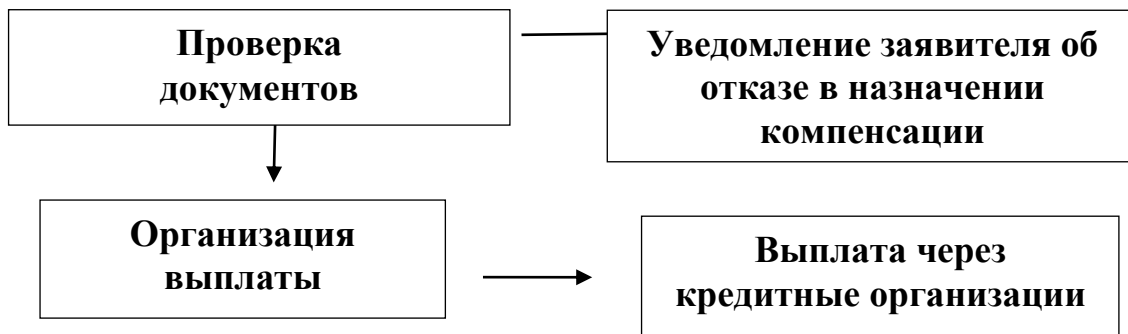 Проверка
документов
Уведомление заявителя об
отказе в назначении
компенсации
Организация
выплаты
Выплата через
кредитные организации